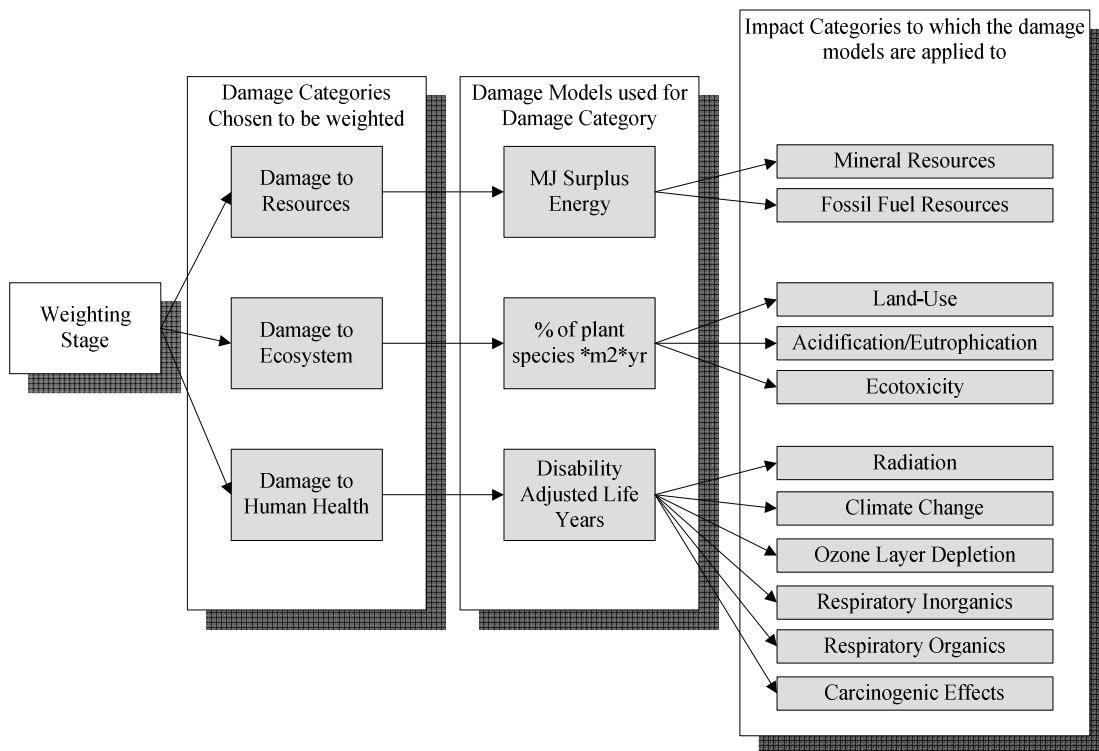 Weighting
Stage
Damage Categories
Chosen to be weighted
Damage to
Resources
Damage to
Ecosystem
Damage to
Human Health
Damage Models used for
Damage Category
MJ Surplus
Energy
% of plant
species *m2*yr
Disability
Adjusted Life
Years
Impact Categories to which the damage
models are applied to
Mineral Resources
Fossil Fuel Resources
Land-Use
Acidification/Eutrophication
Ecotoxicity
Radiation
Climate Change
Ozone Layer Depletion
Respiratory Inorganics
Respiratory Organics
Carcinogenic Effects